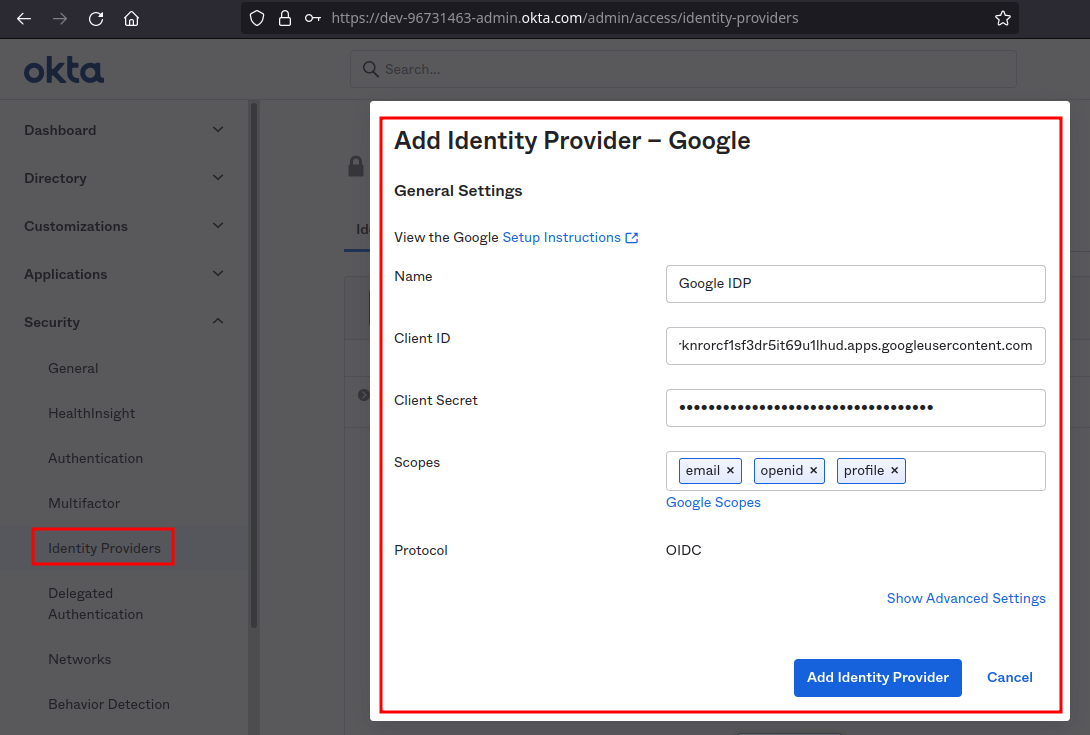 https://dev-96731463-admin.okta.com/admin/access/identity-providers
okta
Search...
Dashboard
Directory
Customizations
Applications
Security
General
HealthInsight
Authentication
Multifactor
Identity Providers
Delegated
Authentication
Networks
Behavior Detection
Add Identity Provider – Google
General Settings
View the Google Setup Instructions
Name
Google IDP
Client ID
knrorcf1sf3dr5it69u1lhud.apps.googleusercontent.com
Client Secret
•••••••••••••••••••••••••••••••••••
Scopes
email × openid × profile ×
Google Scopes
Protocol
OIDC
Show Advanced Settings
Add Identity Provider
Cancel